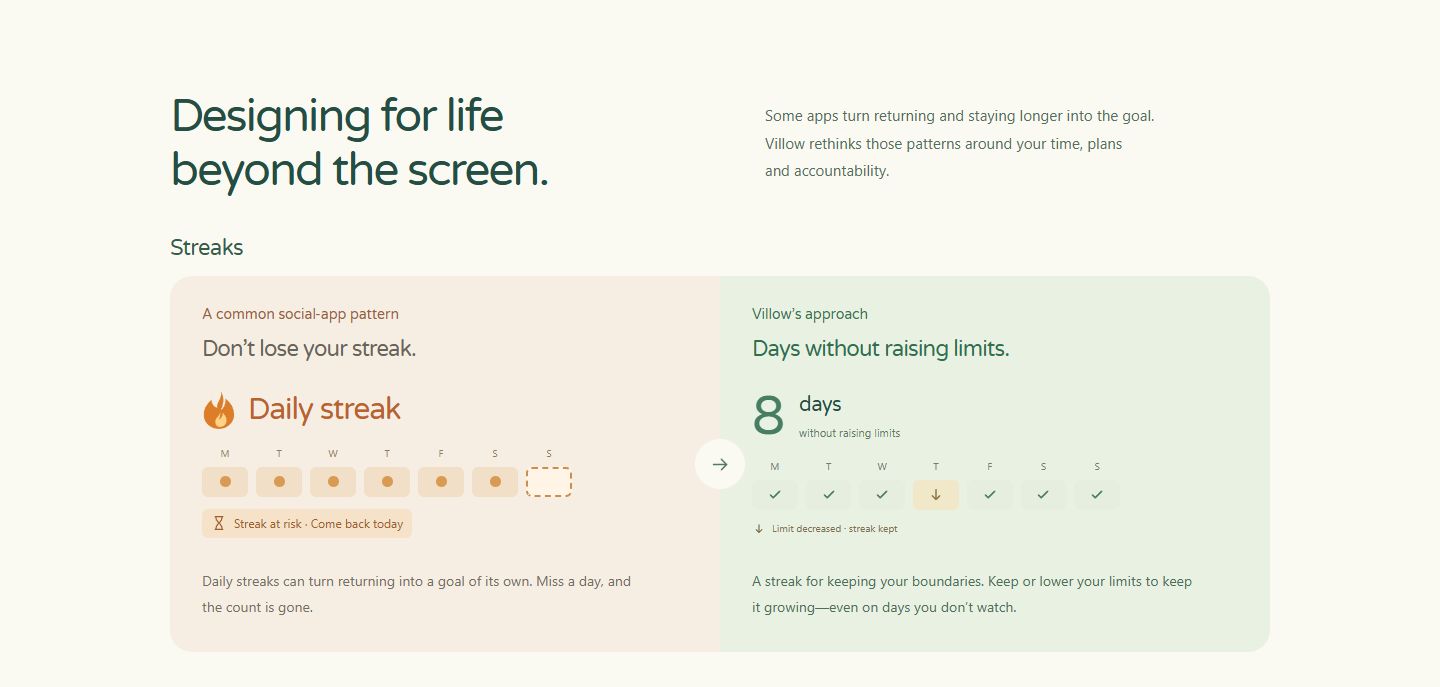 Designing for life
beyond the screen.
Some apps turn returning and staying longer into the goal.
Villow rethinks those patterns around your time, plans
and accountability.
Streaks
A common social-app pattern
Don’t lose your streak.
Daily streak
M T W T F S S
Streak at risk · Come back today
Daily streaks can turn returning into a goal of its own. Miss a day, and
the count is gone.
Villow’s approach
Days without raising limits.
8 days
without raising limits
M T W T F S S
Limit decreased · streak kept
A streak for keeping your boundaries. Keep or lower your limits to keep
it growing—even on days you don’t watch.